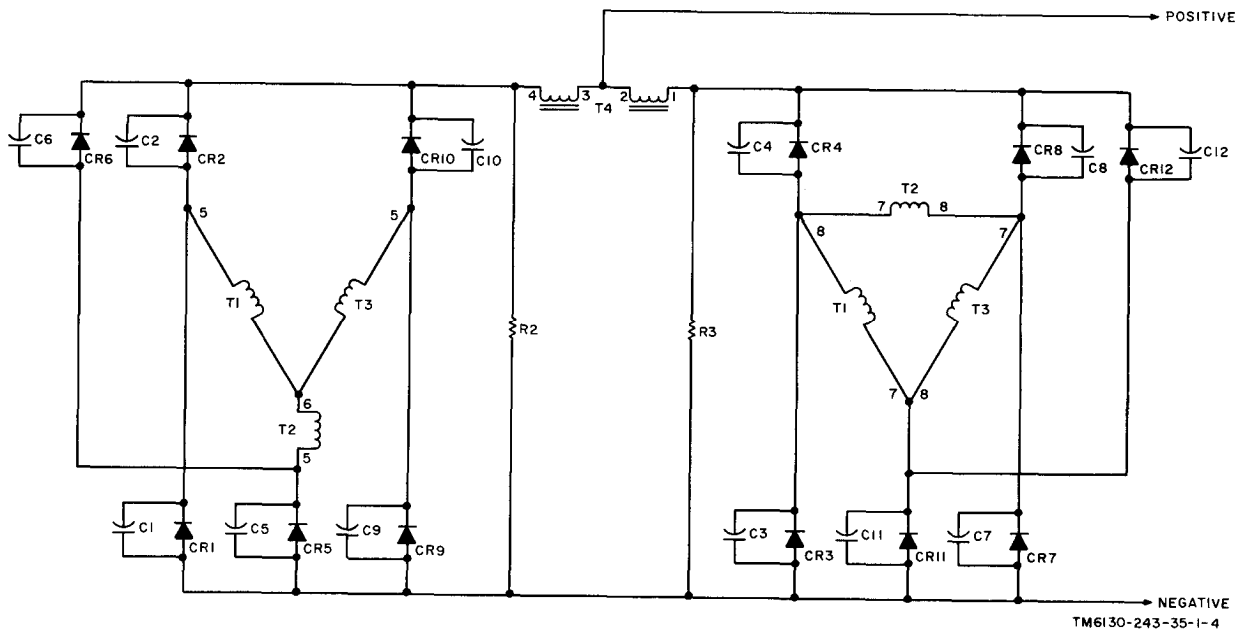 POSITIVE
4 3 T4 2 1
C6 CR6 C2 CR2 CR10 C10 C4 CR4 CR8 C8 CR12 C12
5 5 T2
7 8
8 7
T1 T3 R2 R3 T1 T3
6 7 8
T2
5
C1 CR1 C5 CR5 C9 CR9 C3 CR3 C11 CR11 C7 CR7
NEGATIVE
TM6130-243-35-1-4